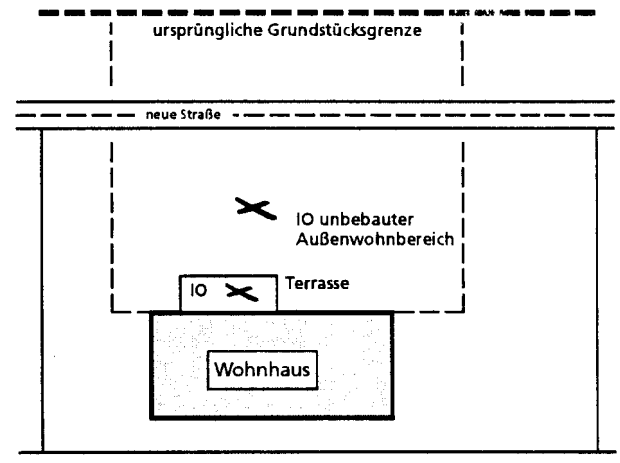 ursprüngliche Grundstücksgrenze
neue Straße
IO unbebauter
Außenwohnbereich
IO
Terrasse
Wohnhaus